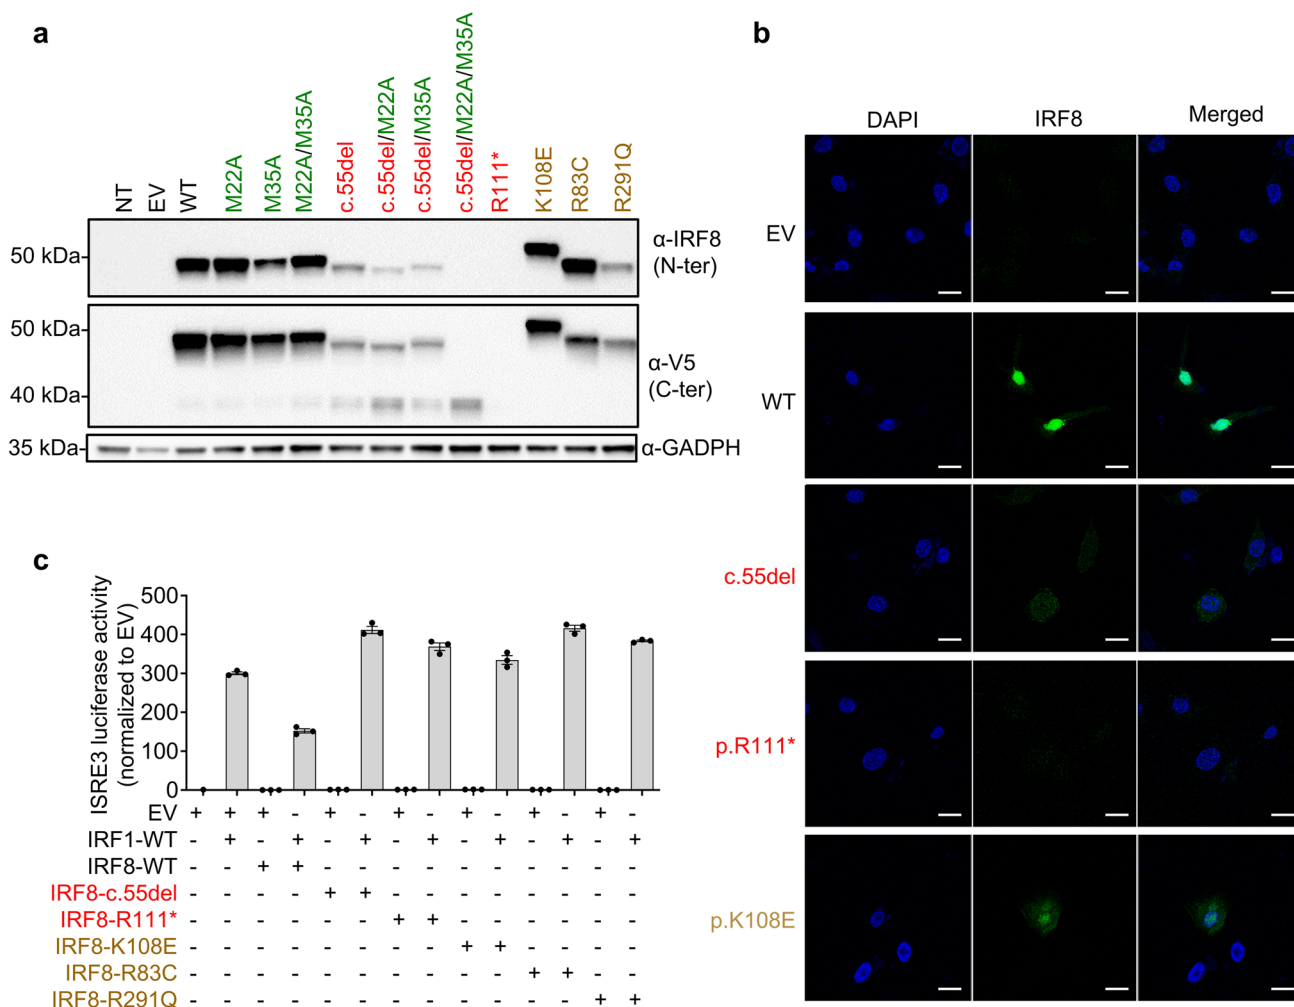 a
NT
EV
WT
M22A
M35A
M22A/M35A
c.55del
c.55del/M22A
c.55del/M35A
c.55del/M22A/M35A
R111*
K108E
R83C
R291Q
50 kDa-
α-IRF8
(N-ter)
50 kDa-
40 kDa-
α-V5
(C-ter)
35 kDa-
α-GADPH
b
DAPI IRF8 Merged
EV
WT
c.55del
p.R111*
p.K108E
c
ISRE3 luciferase activity
(normalized to EV)
500
400
300
200
100
0
EV + + + - + - + - + - + - + -
IRF1-WT - + - + - + - + - + - + - +
IRF8-WT - - + + - - - - - - - - - -
IRF8-c.55del - - - - + + - - - - - - - -
IRF8-R111* - - - - - - + + - - - - - -
IRF8-K108E - - - - - - - - + + - - - -
IRF8-R83C - - - - - - - - - - + + - -
IRF8-R291Q - - - - - - - - - - - - + +